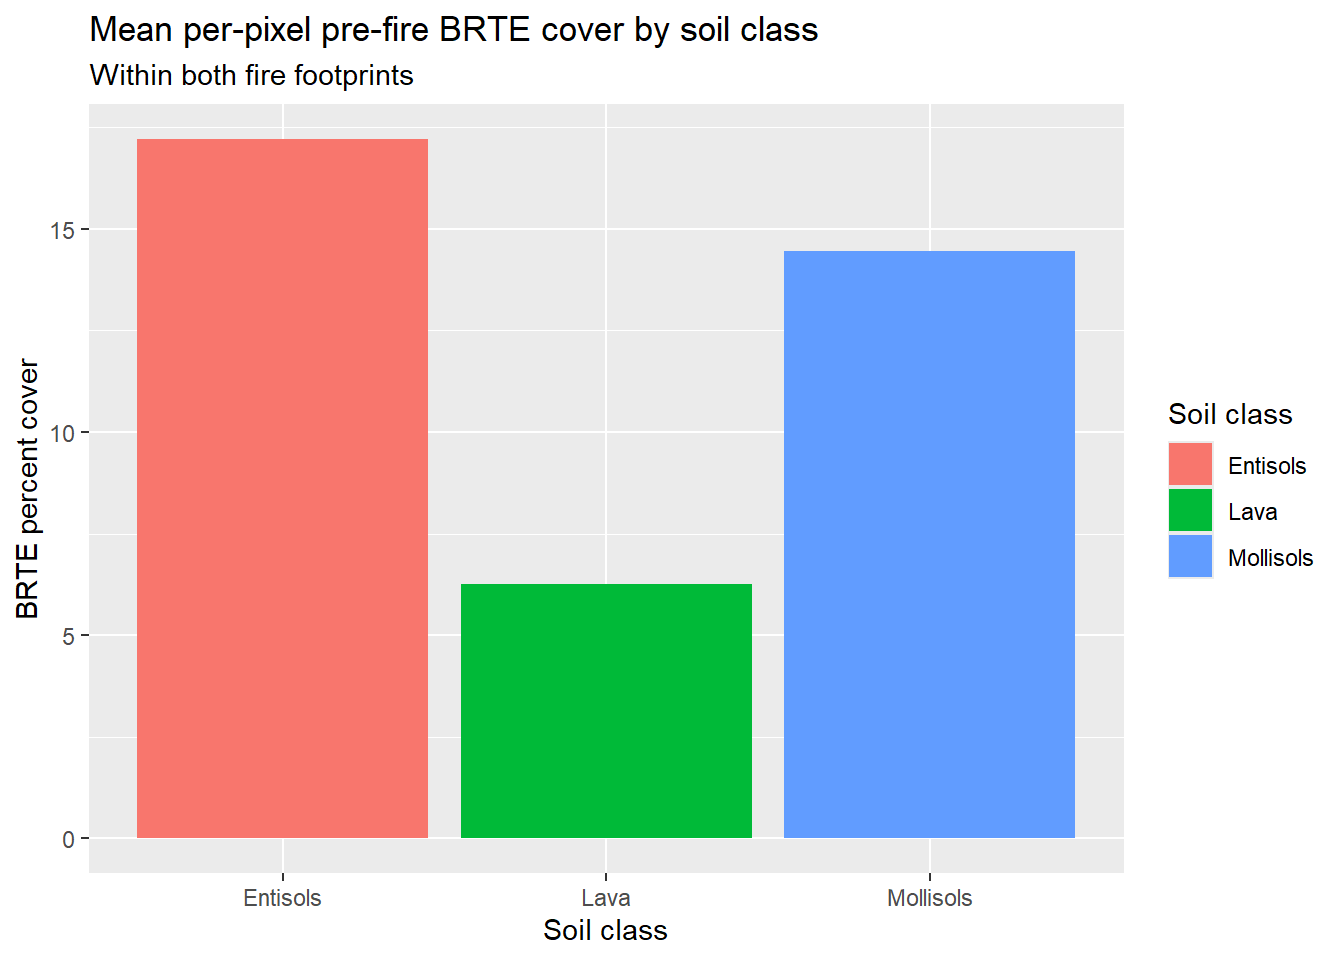 Mean per-pixel pre-fire BRTE cover by soil class
Within both fire footprints
BRTE percent cover
15
10
5
0
Entisols
Lava
Mollisols
Soil class
Soil class
Entisols
Lava
Mollisols